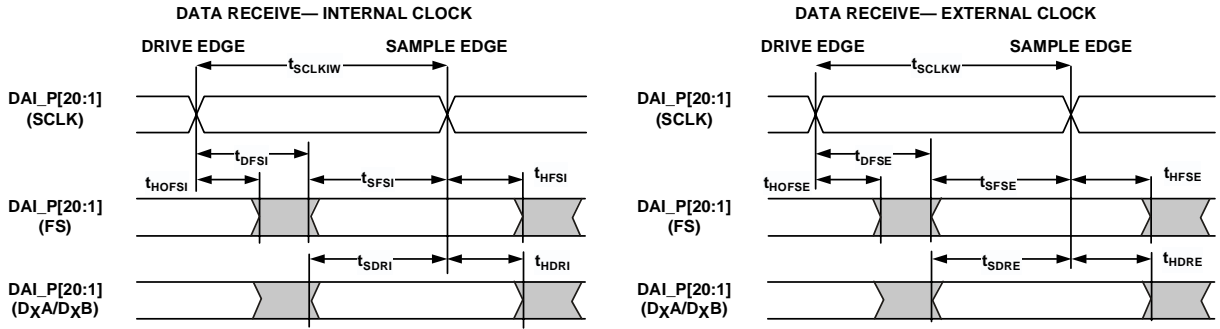 DATA RECEIVE— INTERNAL CLOCK
DRIVE EDGE
SAMPLE EDGE
tSCLKIW
DAI_P[20:1]
(SCLK)
tDFSI
tHOFSI
tSFSI
tHFSI
DAI_P[20:1]
(FS)
tSDRI
tHDRI
DAI_P[20:1]
(DXA/DXB)
DATA RECEIVE— EXTERNAL CLOCK
DRIVE EDGE
SAMPLE EDGE
tSCLKW
DAI_P[20:1]
(SCLK)
tDFSE
tHOFSE
tSFSE
tHFSE
DAI_P[20:1]
(FS)
tSDRE
tHDRE
DAI_P[20:1]
(DXA/DXB)